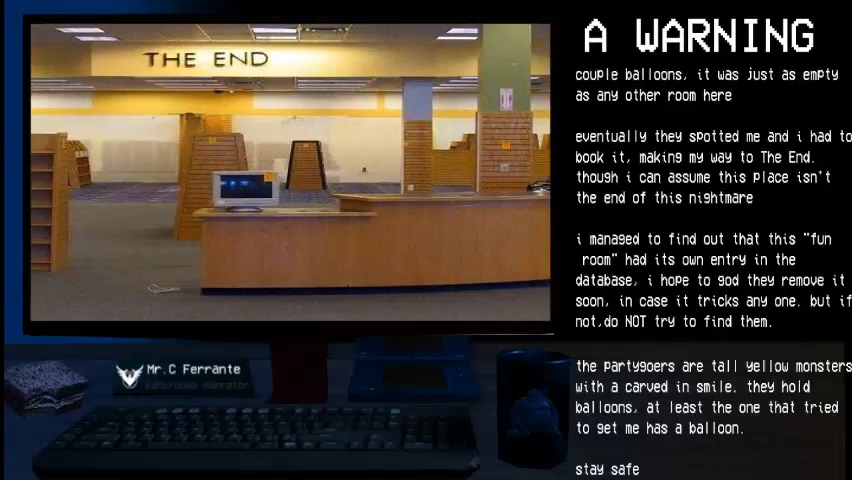 A WARNING
couple balloons, it was just as empty
as any other room here
eventually they spotted me and i had to
book it, making my way to The End.
though i can assume this place isn't
the end of this nightmare
i managed to find out that this "fun
room" had its own entry in the
database, i hope to god they remove it
soon, in case it tricks any one. but if
not,do NOT try to find them.
the partygoers are tall yellow monsters
with a carved in smile. they hold
balloons, at least the one that tried
to get me has a balloon.
stay safe
THE END
Mr.C Ferrante
Backrooms Narrator